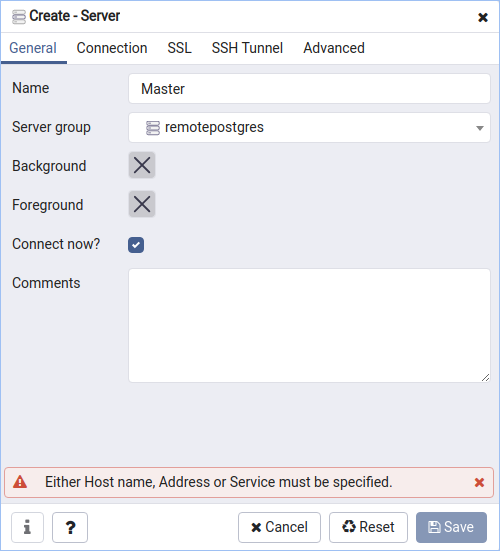 Create - Server
General Connection SSL SSH Tunnel Advanced
Name Master
Server group remotepostgres
Background
Foreground
Connect now?
Comments
Either Host name, Address or Service must be specified.
i ? Cancel Reset Save